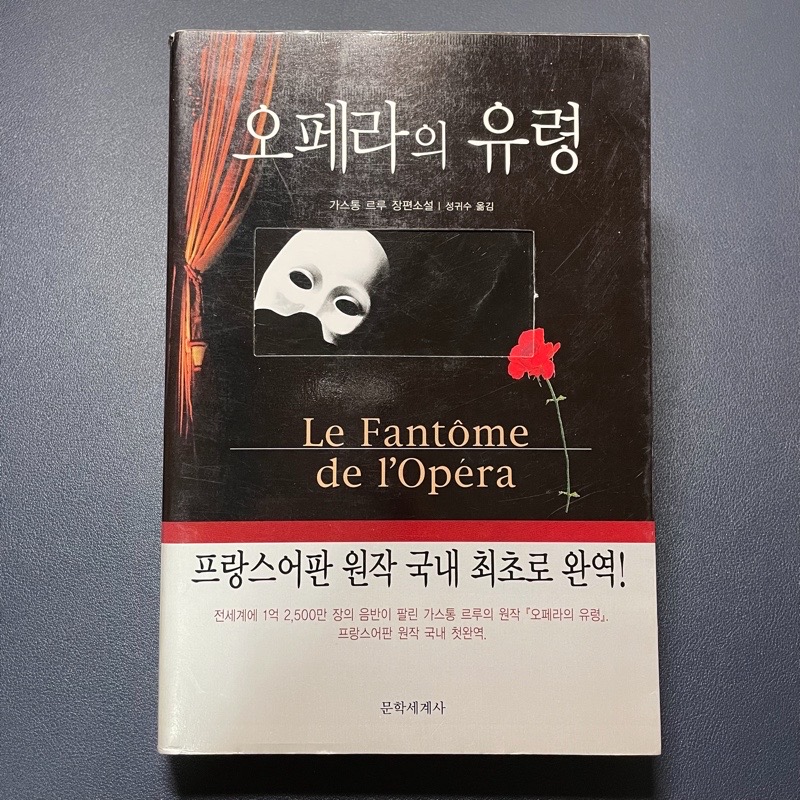 오페라의 유령
가스통 르루 장편소설 | 성귀수 옮김
Le Fantôme
de l'Opéra
프랑스어판 원작 국내 최초로 완역!
전세계에 1억 2,500만 장의 음반이 팔린 가스통 르루의 원작 『오페라의 유령』.
프랑스어판 원작 국내 첫완역.
문학세계사